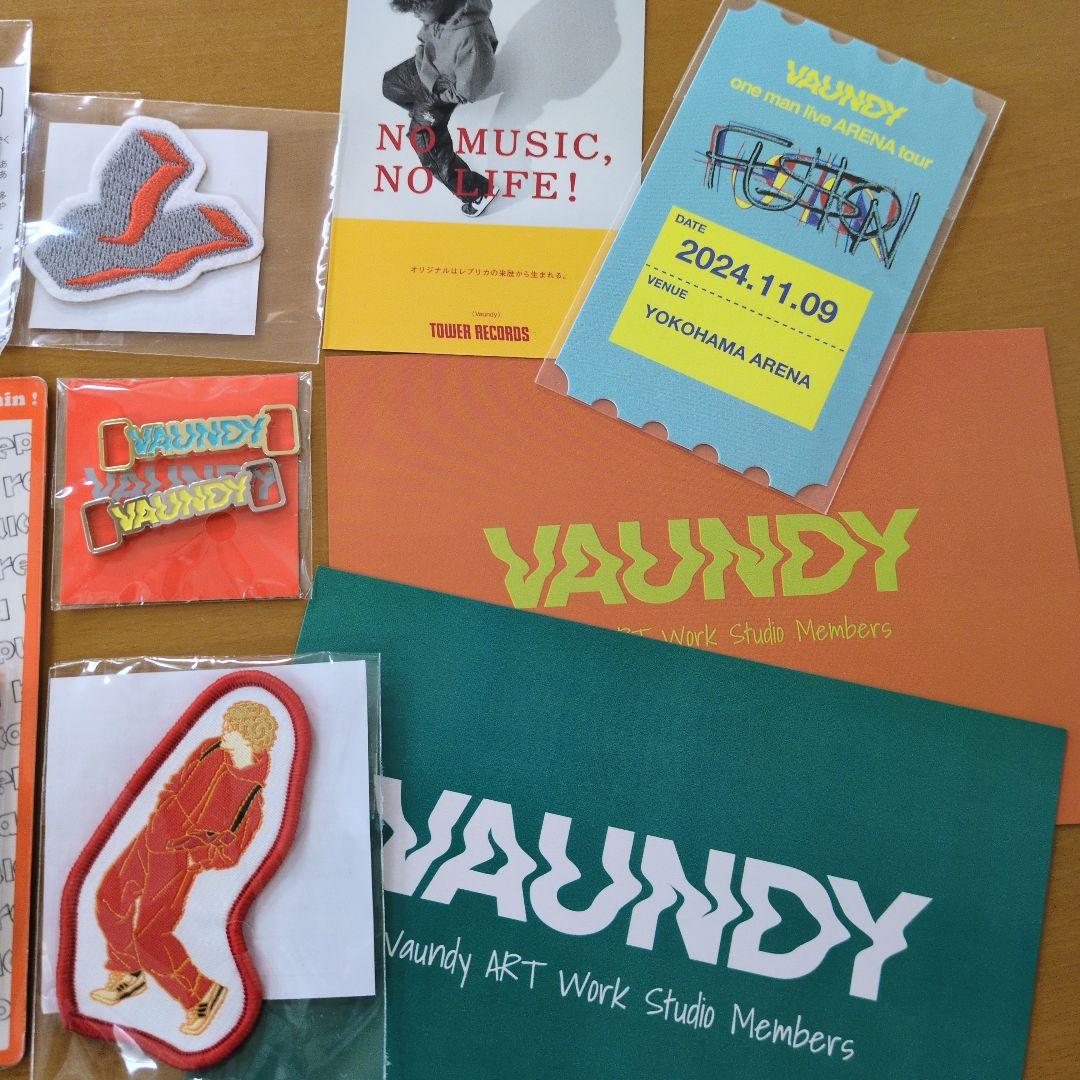 NO MUSIC,
NO LIFE!
オリジナルはレプリカの来歴から生まれる。
(Vaundy)
TOWER RECORDS
VAUNDY
one man live ARENA tour
DATE
2024.11.09
VENUE
YOKOHAMA ARENA
VAUNDY
VAUNDY
VAUNDY
VAUNDY
ART Work Studio Members
VAUNDY
Vaundy ART Work Studio Members